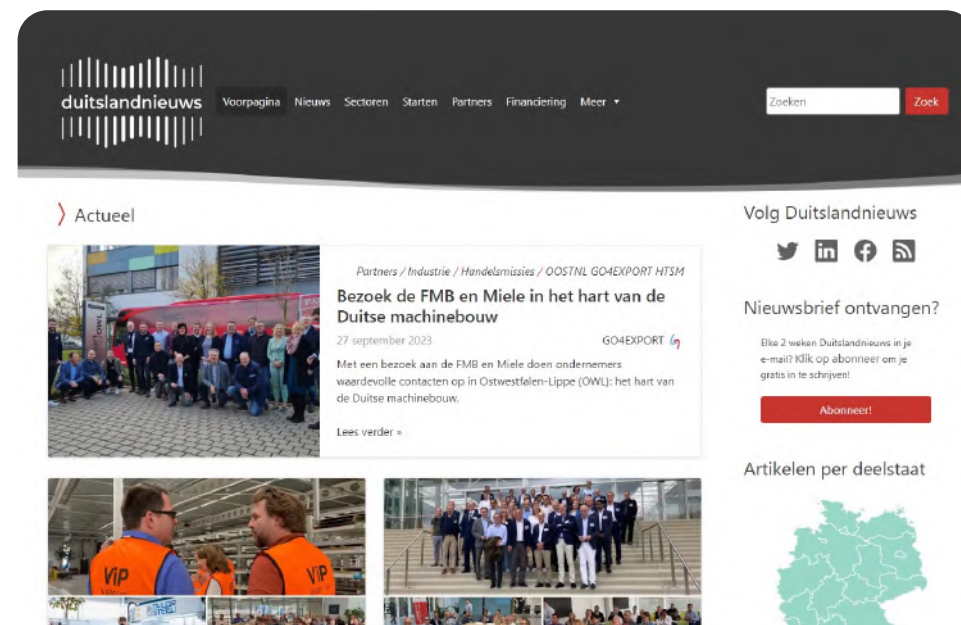 duitslandnieuws
Voorpagina Nieuws Sectoren Starten Partners Financiering Meer
Zoeken
Zoek
Actueel
Partners / Industrie / Handelsmissies / OOSTNL GO4EXPORT HTSM
Bezoek de FMB en Miele in het hart van de
Duitse machinebouw
27 september 2023
GO4EXPORT
Met een bezoek aan de FMB en Miele doen ondernemers
waardevolle contacten op in Ostwestfalen-Lippe (OWL): het hart van
de Duitse machinebouw.
Lees verder »
OWL
ViP
ViP
Volg Duitslandnieuws
Nieuwsbrief ontvangen?
Elke 2 weken Duitslandnieuws in je
e-mail? Klik op abonneer om je
gratis in te schrijven!
Abonneer!
Artikelen per deelstaat